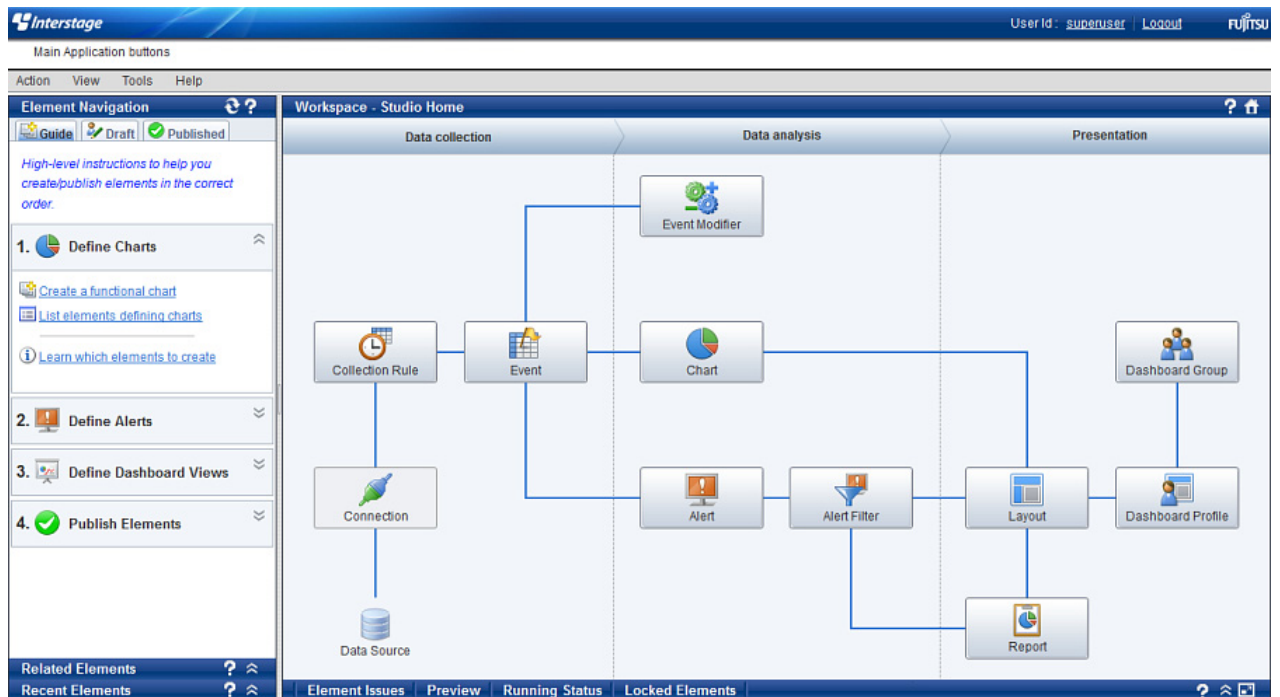 Interstage
User Id : superuser Logout FUJITSU
Main Application buttons
Action View Tools Help
Element Navigation
Guide Draft Published
High-level instructions to help you
create/publish elements in the correct
order.
1. Define Charts
Create a functional chart
List elements defining charts
Learn which elements to create
2. Define Alerts
3. Define Dashboard Views
4. Publish Elements
Related Elements
Recent Elements
Workspace - Studio Home
Data collection Data analysis Presentation
Event Modifier
Collection Rule Event Chart Dashboard Group
Connection Alert Alert Filter Layout Dashboard Profile
Data Source Report
Element Issues Preview Running Status Locked Elements